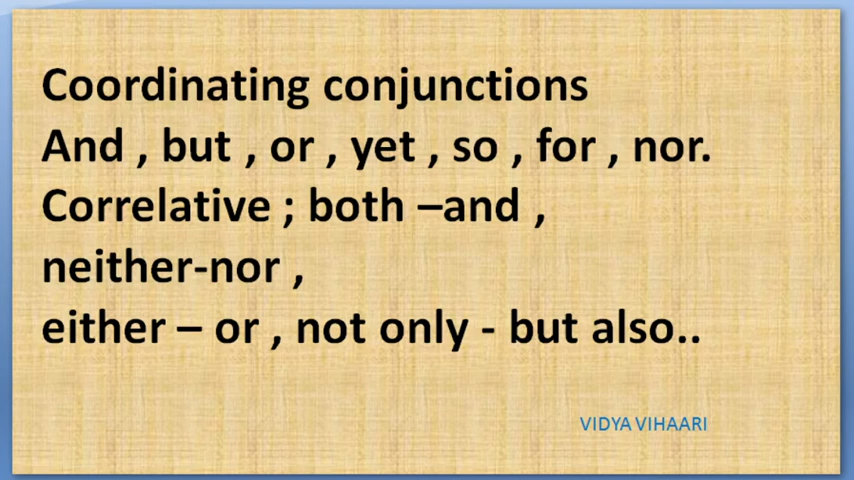 Coordinating conjunctions
And , but , or , yet , so , for , nor.
Correlative ; both –and ,
neither-nor ,
either – or , not only - but also..
VIDYA VIHAARI